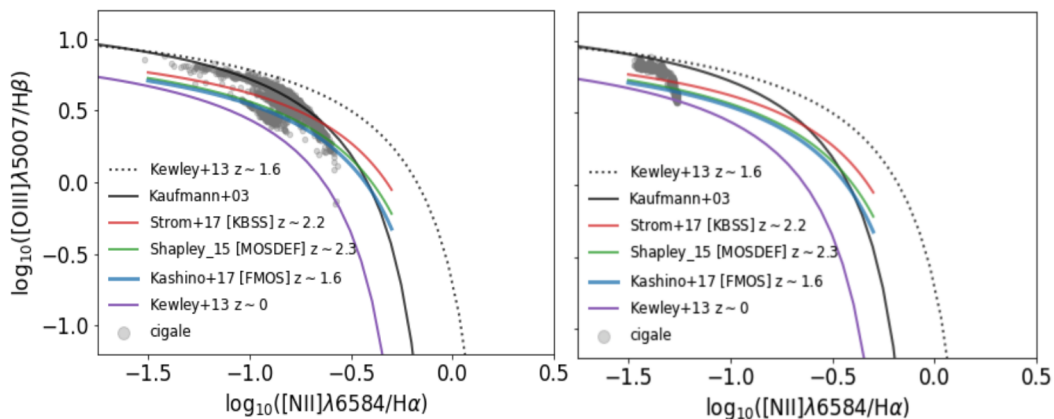 log₁₀([OIII]λ5007/Hβ)
1.0
0.5
0.0
−0.5
−1.0
Kewley+13 z∼1.6
Kaufmann+03
Strom+17 [KBSS] z∼2.2
Shapley_15 [MOSDEF] z∼2.3
Kashino+17 [FMOS] z∼1.6
Kewley+13 z∼0
cigale
−1.5 −1.0 −0.5 0.0 0.5
log₁₀([NII]λ6584/Hα)
Kewley+13 z∼1.6
Kaufmann+03
Strom+17 [KBSS] z∼2.2
Shapley_15 [MOSDEF] z∼2.3
Kashino+17 [FMOS] z∼1.6
Kewley+13 z∼0
cigale
−1.5 −1.0 −0.5 0.0 0.5
log₁₀([NII]λ6584/Hα)